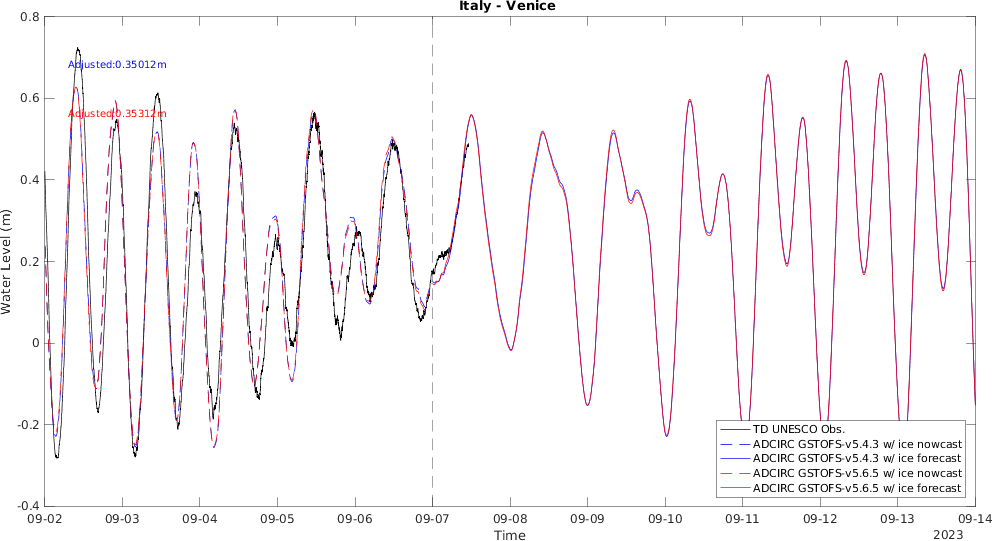 Italy - Venice
0.8
0.6
0.4
0.2
0
-0.2
-0.4
Water Level (m)
Adjusted:0.35012m
Adjusted:0.35312m
TD UNESCO Obs.
ADCIRC GSTOFS-v5.4.3 w/ ice nowcast
ADCIRC GSTOFS-v5.4.3 w/ ice forecast
ADCIRC GSTOFS-v5.6.5 w/ ice nowcast
ADCIRC GSTOFS-v5.6.5 w/ ice forecast
09-02 09-03 09-04 09-05 09-06 09-07 09-08 09-09 09-10 09-11 09-12 09-13 09-14
Time
2023